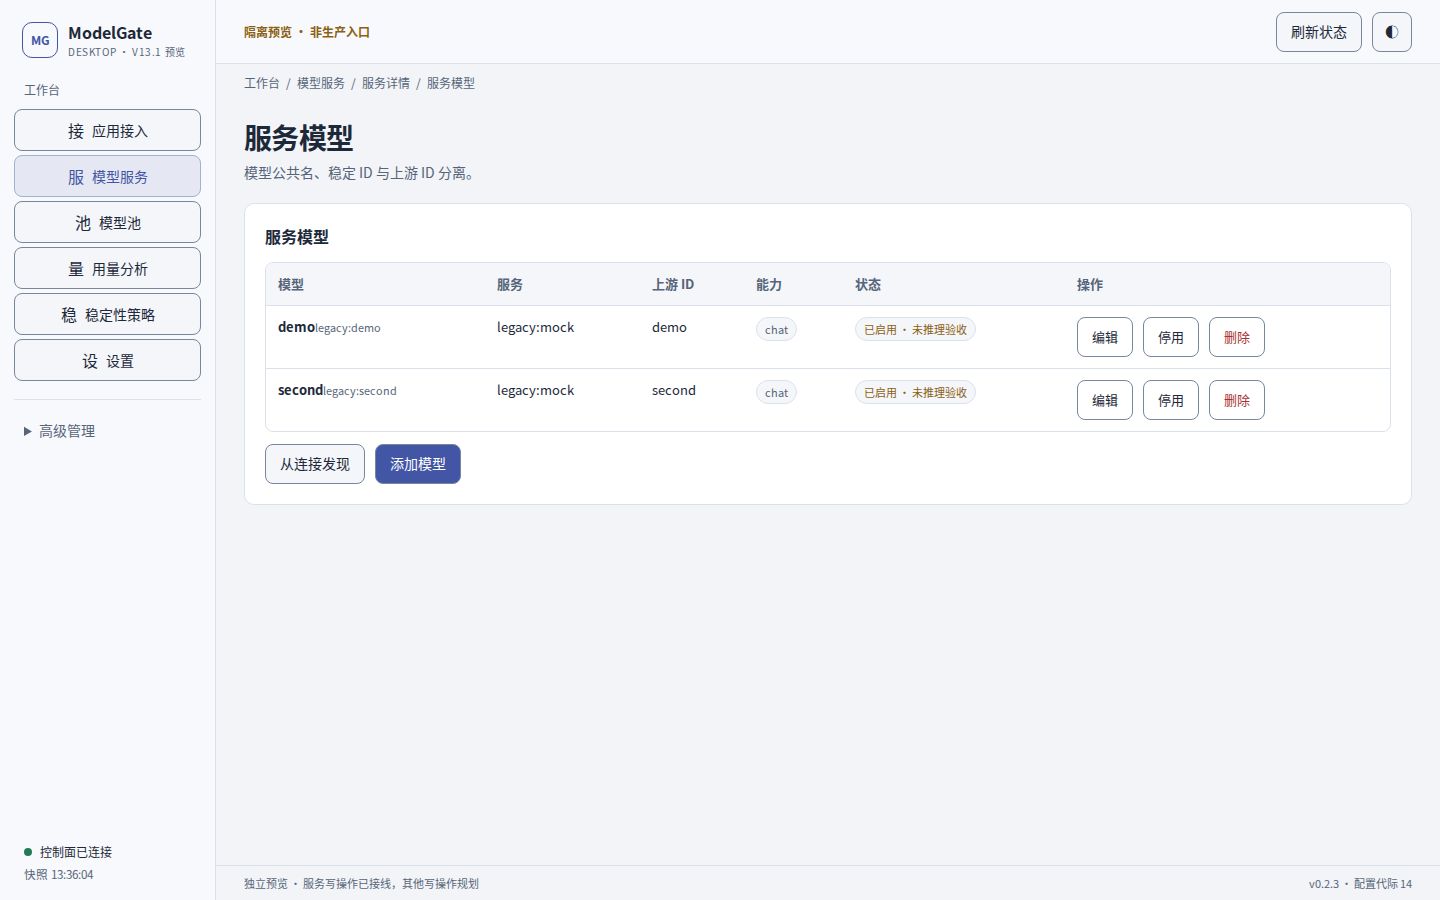 MG
ModelGate
DESKTOP · V13.1 预览
工作台
接 应用接入
服 模型服务
池 模型池
量 用量分析
稳 稳定性策略
设 设置
▶ 高级管理
控制面已连接
快照 13:36:04
隔离预览 · 非生产入口
刷新状态
工作台 / 模型服务 / 服务详情 / 服务模型
服务模型
模型公共名、稳定 ID 与上游 ID 分离。
服务模型
模型 服务 上游 ID 能力 状态 操作
demolegacy:demo legacy:mock demo chat 已启用 · 未推理验收 编辑 停用 删除
secondlegacy:second legacy:mock second chat 已启用 · 未推理验收 编辑 停用 删除
从连接发现 添加模型
独立预览 · 服务写操作已接线，其他写操作规划
v0.2.3 · 配置代际 14